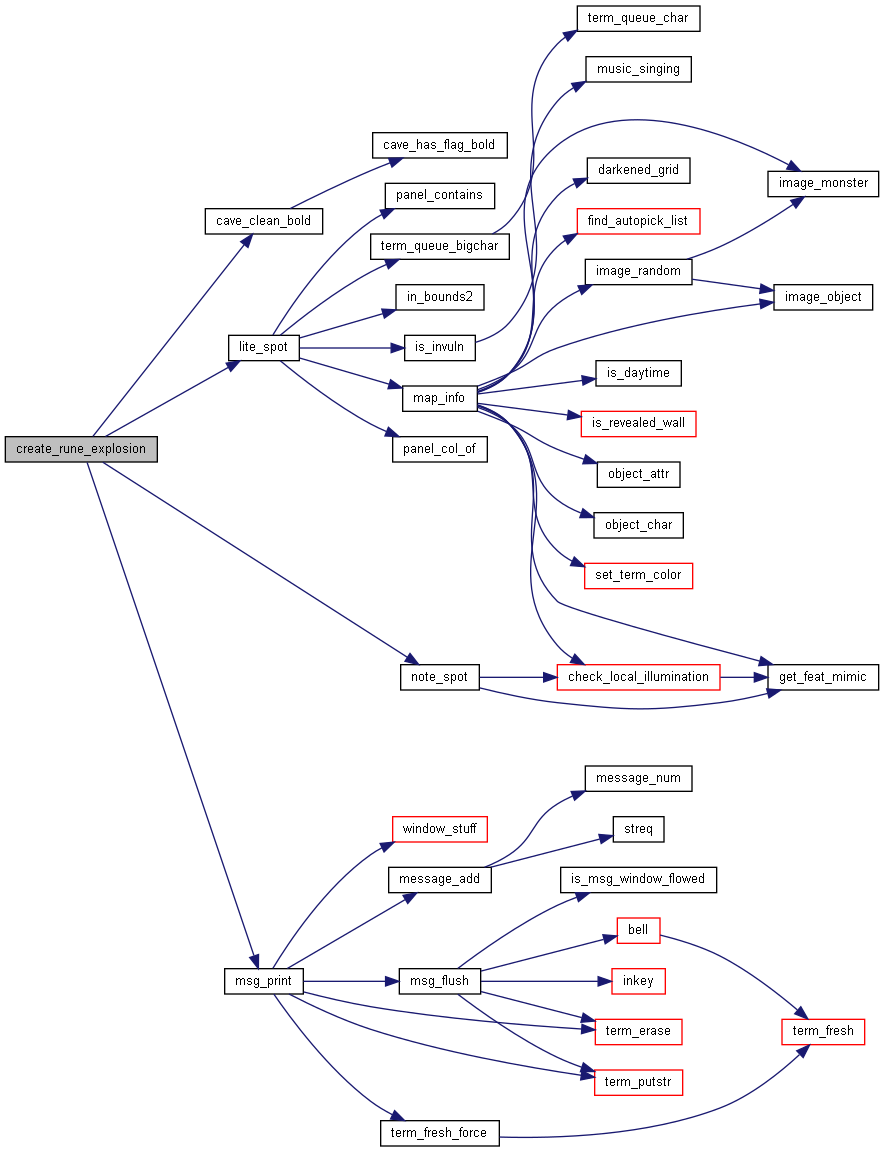 term_queue_char
music_singing
cave_has_flag_bold
darkened_grid
image_monster
panel_contains
cave_clean_bold
find_autopick_list
term_queue_bigchar
image_random
in_bounds2
image_object
lite_spot
is_invuln
is_daytime
map_info
is_revealed_wall
create_rune_explosion
panel_col_of
object_attr
object_char
set_term_color
note_spot
check_local_illumination
get_feat_mimic
message_num
window_stuff
streq
message_add
is_msg_window_flowed
bell
msg_print
msg_flush
inkey
term_erase
term_fresh
term_putstr
term_fresh_force